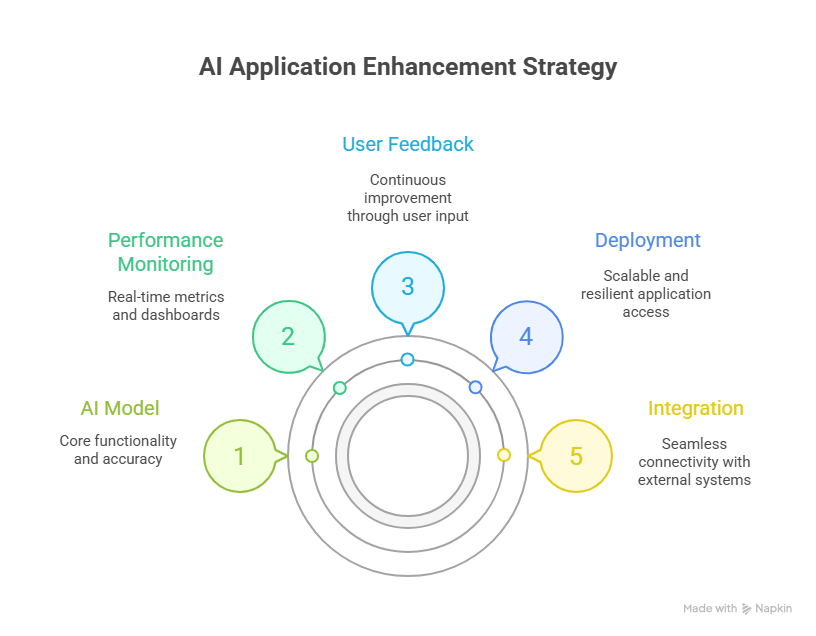 AI Application Enhancement Strategy
User Feedback
Continuous
improvement
through user input
Performance
Monitoring
Real-time metrics
and dashboards
Deployment
Scalable and
resilient application
access
3
2
4
AI Model
Core functionality
and accuracy
1
5
Integration
Seamless
connectivity with
external systems
Made with Napkin